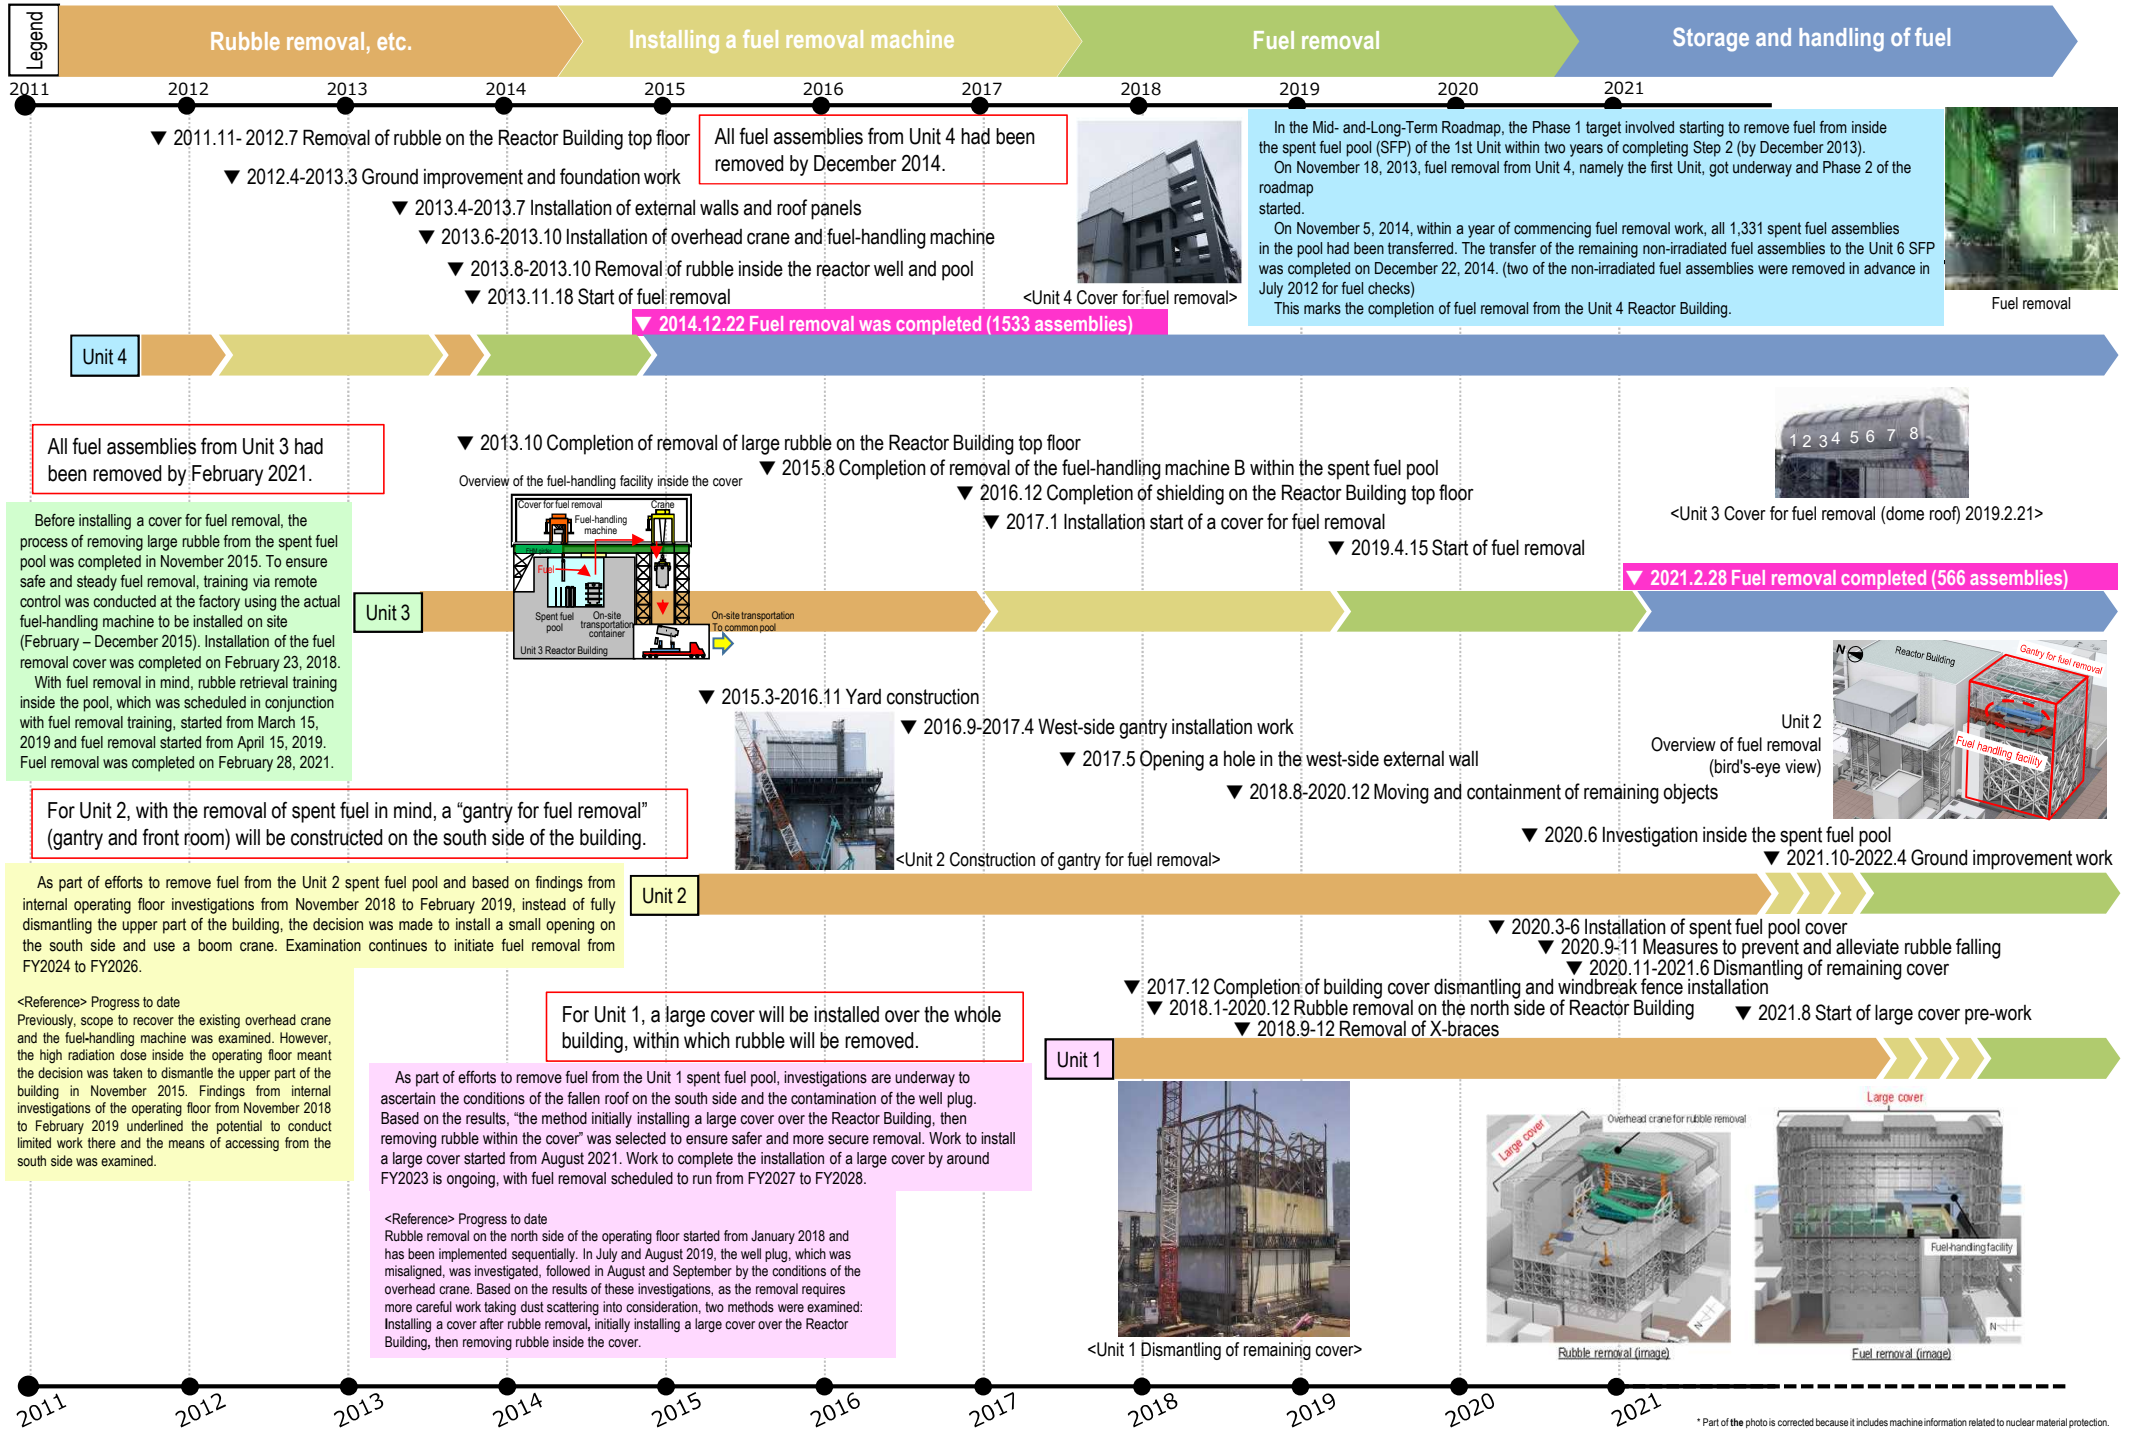 Legend
Rubble removal, etc.
Installing a fuel removal machine
Fuel removal
Storage and handling of fuel
2011 2012 2013 2014 2015 2016 2017 2018 2019 2020 2021
▼ 2011.11- 2012.7 Removal of rubble on the Reactor Building top floor
▼ 2012.4-2013.3 Ground improvement and foundation work
▼ 2013.4-2013.7 Installation of external walls and roof panels
▼ 2013.6-2013.10 Installation of overhead crane and fuel-handling machine
▼ 2013.8-2013.10 Removal of rubble inside the reactor well and pool
▼ 2013.11.18 Start of fuel removal
▼ 2014.12.22 Fuel removal was completed (1533 assemblies)
All fuel assemblies from Unit 4 had been
removed by December 2014.
<Unit 4 Cover for fuel removal>
In the Mid- and-Long-Term Roadmap, the Phase 1 target involved starting to remove fuel from inside
the spent fuel pool (SFP) of the 1st Unit within two years of completing Step 2 (by December 2013).
On November 18, 2013, fuel removal from Unit 4, namely the first Unit, got underway and Phase 2 of the
roadmap
started.
On November 5, 2014, within a year of commencing fuel removal work, all 1,331 spent fuel assemblies
in the pool had been transferred. The transfer of the remaining non-irradiated fuel assemblies to the Unit 6 SFP
was completed on December 22, 2014. (two of the non-irradiated fuel assemblies were removed in advance in
July 2012 for fuel checks)
This marks the completion of fuel removal from the Unit 4 Reactor Building.
Fuel removal
Unit 4
All fuel assemblies from Unit 3 had
been removed by February 2021.
▼ 2013.10 Completion of removal of large rubble on the Reactor Building top floor
▼ 2015.8 Completion of removal of the fuel-handling machine B within the spent fuel pool
▼ 2016.12 Completion of shielding on the Reactor Building top floor
▼ 2017.1 Installation start of a cover for fuel removal
▼ 2019.4.15 Start of fuel removal
▼ 2021.2.28 Fuel removal completed (566 assemblies)
1 2 3 4 5 6 7 8
<Unit 3 Cover for fuel removal (dome roof) 2019.2.21>
Overview of the fuel-handling facility inside the cover
Cover for fuel removal
Crane
Fuel-handling
machine
Fuel
Spent fuel
pool
On-site
transportation
container
Unit 3 Reactor Building
On-site transportation
To common pool
Before installing a cover for fuel removal, the
process of removing large rubble from the spent fuel
pool was completed in November 2015. To ensure
safe and steady fuel removal, training via remote
control was conducted at the factory using the actual
fuel-handling machine to be installed on site
(February – December 2015). Installation of the fuel
removal cover was completed on February 23, 2018.
With fuel removal in mind, rubble retrieval training
inside the pool, which was scheduled in conjunction
with fuel removal training, started from March 15,
2019 and fuel removal started from April 15, 2019.
Fuel removal was completed on February 28, 2021.
Unit 3
▼ 2015.3-2016.11 Yard construction
▼ 2016.9-2017.4 West-side gantry installation work
▼ 2017.5 Opening a hole in the west-side external wall
▼ 2018.8-2020.12 Moving and containment of remaining objects
▼ 2020.6 Investigation inside the spent fuel pool
▼ 2021.10-2022.4 Ground improvement work
<Unit 2 Construction of gantry for fuel removal>
Unit 2
Overview of fuel removal
(bird's-eye view)
N
Reactor Building
Gantry for fuel removal
Fuel handling facility
For Unit 2, with the removal of spent fuel in mind, a “gantry for fuel removal”
(gantry and front room) will be constructed on the south side of the building.
Unit 2
As part of efforts to remove fuel from the Unit 2 spent fuel pool and based on findings from
internal operating floor investigations from November 2018 to February 2019, instead of fully
dismantling the upper part of the building, the decision was made to install a small opening on
the south side and use a boom crane. Examination continues to initiate fuel removal from
FY2024 to FY2026.
<Reference> Progress to date
Previously, scope to recover the existing overhead crane
and the fuel-handling machine was examined. However,
the high radiation dose inside the operating floor meant
the decision was taken to dismantle the upper part of the
building in November 2015. Findings from internal
investigations of the operating floor from November 2018
to February 2019 underlined the potential to conduct
limited work there and the means of accessing from the
south side was examined.
▼ 2020.3-6 Installation of spent fuel pool cover
▼ 2020.9-11 Measures to prevent and alleviate rubble falling
▼ 2020.11-2021.6 Dismantling of remaining cover
▼ 2017.12 Completion of building cover dismantling and windbreak fence installation
▼ 2018.1-2020.12 Rubble removal on the north side of Reactor Building
▼ 2018.9-12 Removal of X-braces
▼ 2021.8 Start of large cover pre-work
For Unit 1, a large cover will be installed over the whole
building, within which rubble will be removed.
Unit 1
As part of efforts to remove fuel from the Unit 1 spent fuel pool, investigations are underway to
ascertain the conditions of the fallen roof on the south side and the contamination of the well plug.
Based on the results, “the method initially installing a large cover over the Reactor Building, then
removing rubble within the cover” was selected to ensure safer and more secure removal. Work to install
a large cover started from August 2021. Work to complete the installation of a large cover by around
FY2023 is ongoing, with fuel removal scheduled to run from FY2027 to FY2028.
<Reference> Progress to date
Rubble removal on the north side of the operating floor started from January 2018 and
has been implemented sequentially. In July and August 2019, the well plug, which was
misaligned, was investigated, followed in August and September by the conditions of the
overhead crane. Based on the results of these investigations, as the removal requires
more careful work taking dust scattering into consideration, two methods were examined:
Installing a cover after rubble removal, initially installing a large cover over the Reactor
Building, then removing rubble inside the cover.
<Unit 1 Dismantling of remaining cover>
Large cover
Overhead crane for rubble removal
N
Rubble removal (image)
Large cover
Fuel-handling facility
N
Fuel removal (image)
2011 2012 2013 2014 2015 2016 2017 2018 2019 2020 2021
* Part of the photo is corrected because it includes machine information related to nuclear material protection.